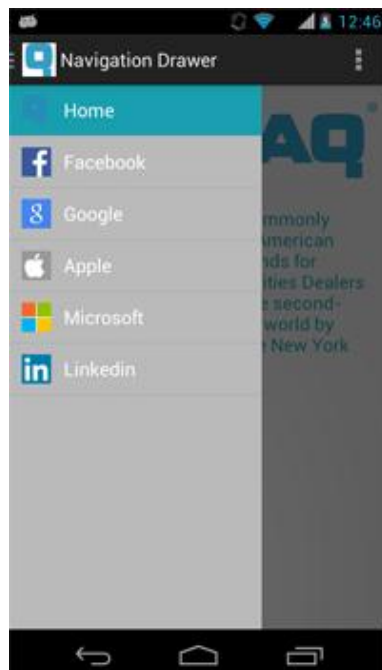 12:46
Navigation Drawer
Home
AQ®
Facebook
Google
mmonly
American
Apple
nds for
ities Dealers
second-
Microsoft
world by
New York
Linkedin